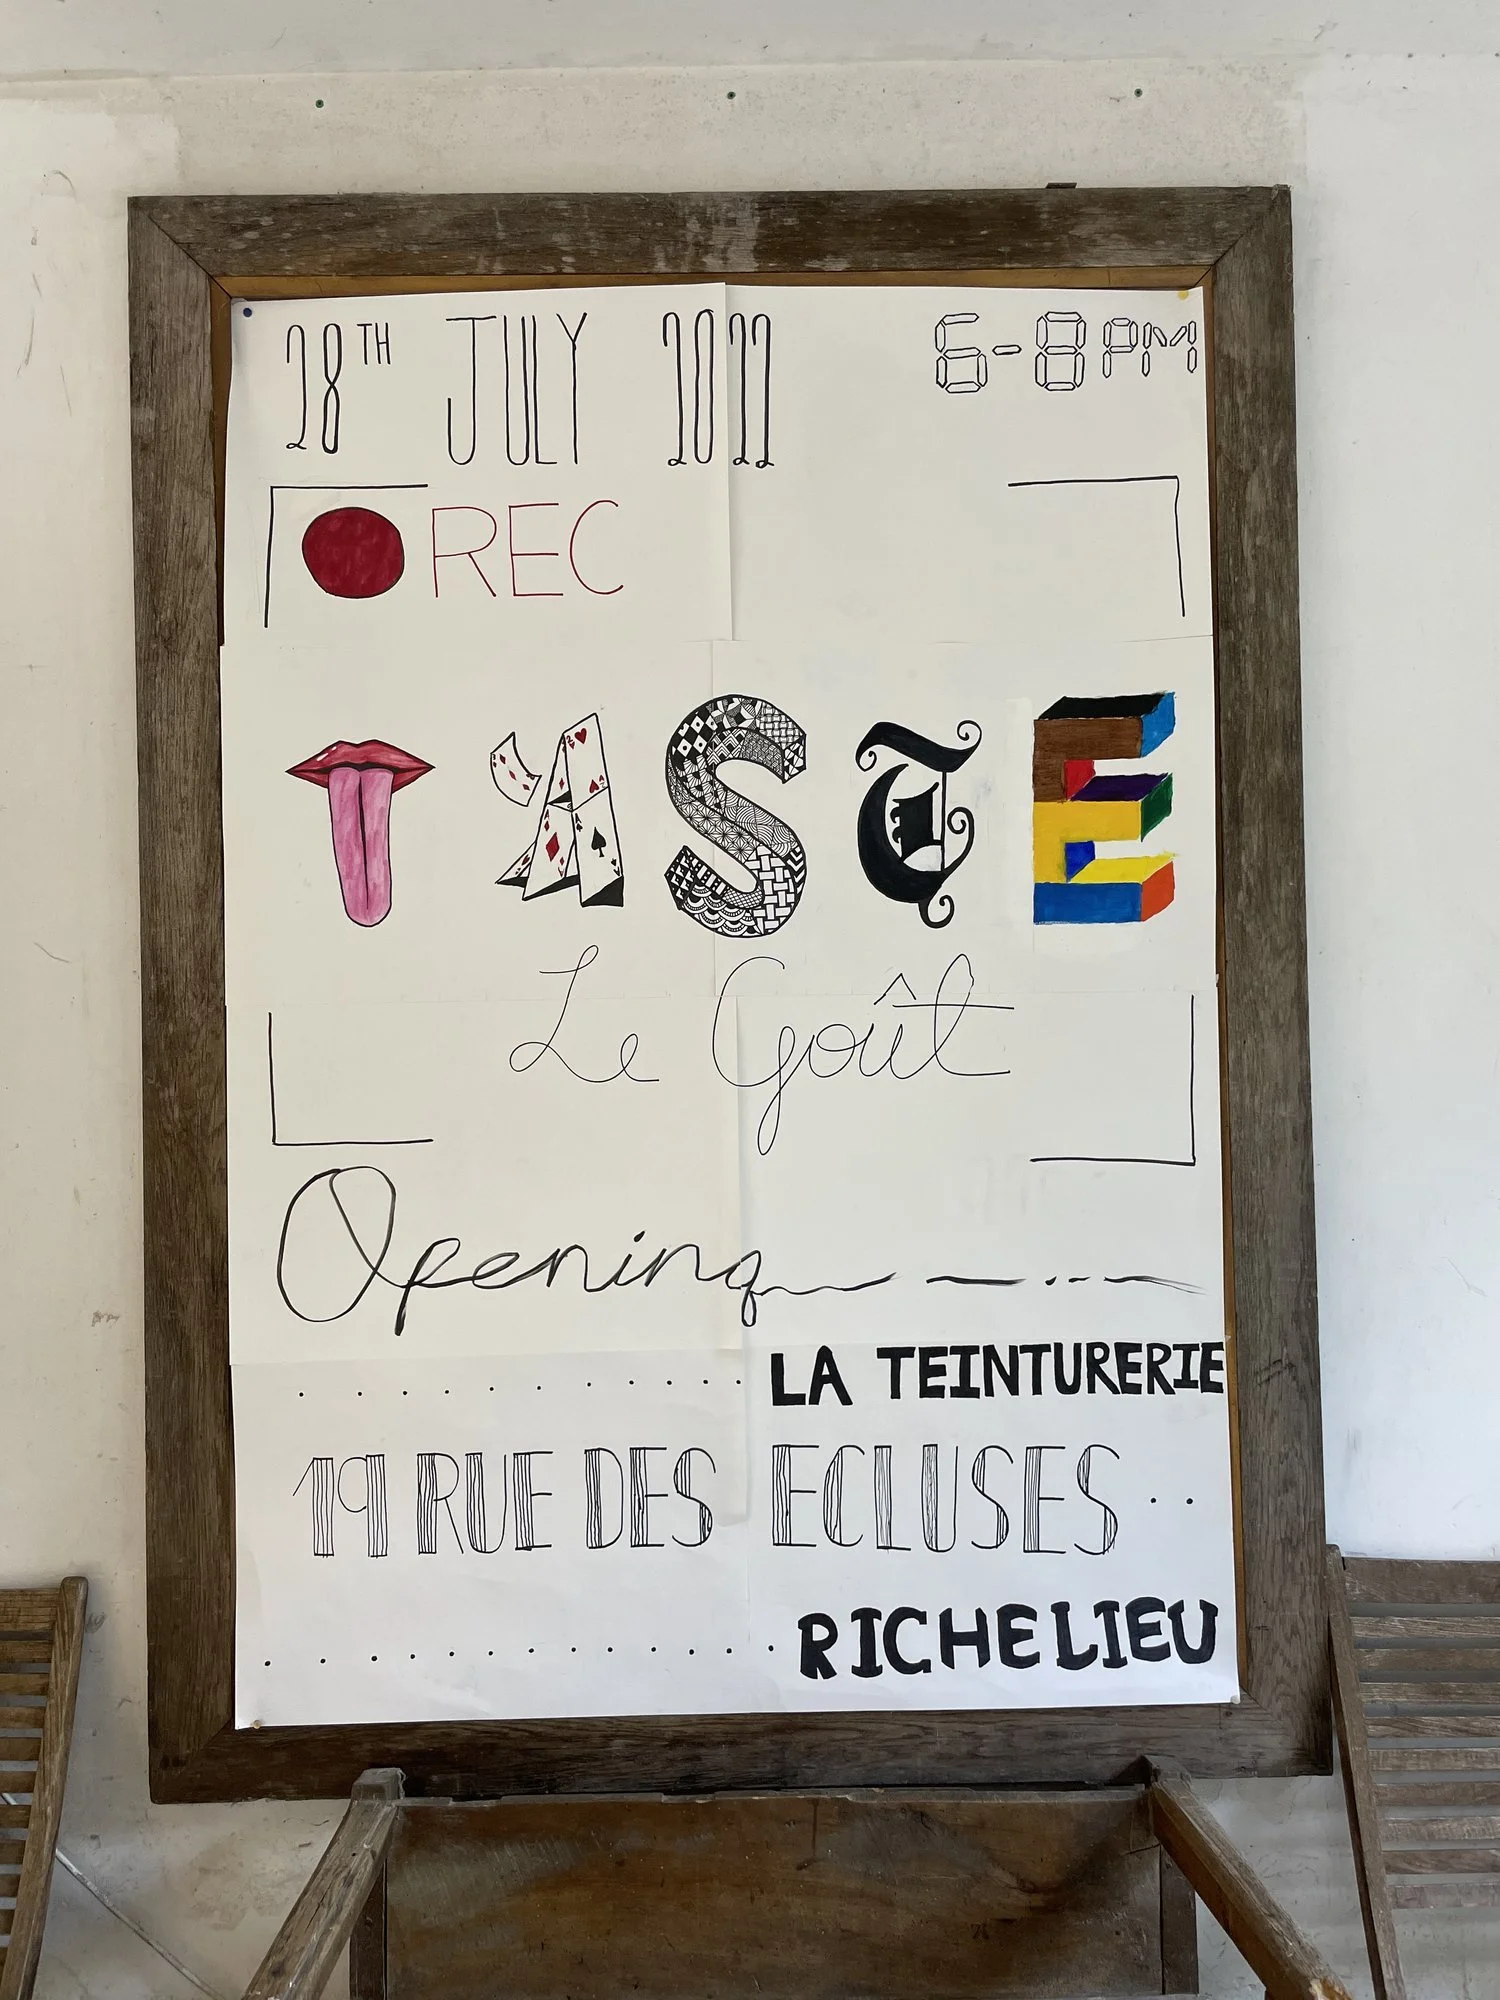 28TH JULY 2022 6-8PM
REC
TASTE
Le Goût
Opening
LA TEINTURERIE
19 RUE DES ECLUSES
RICHELIEU